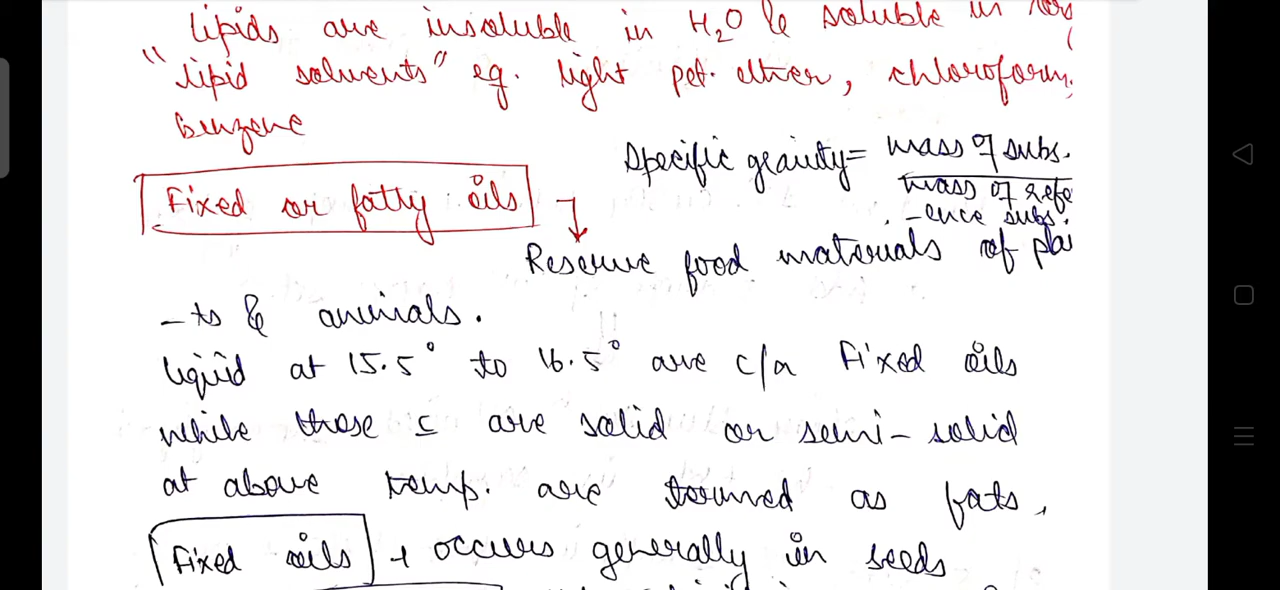 lipids are insoluble in H₂O & soluble in
"lipid solvents" eg. light pet. ether, chloroform,
benzene
Specific gravity = mass of subs.
mass of refe
-ence subs.
Fixed or fatty oils →
Reserve food materials of pla
-ts & animals.
liquid at 15.5° to 16.5° are c/a Fixed oils
while those c are solid or semi-solid
at above temp. are termed as fats.
Fixed oils → occurs generally in seeds